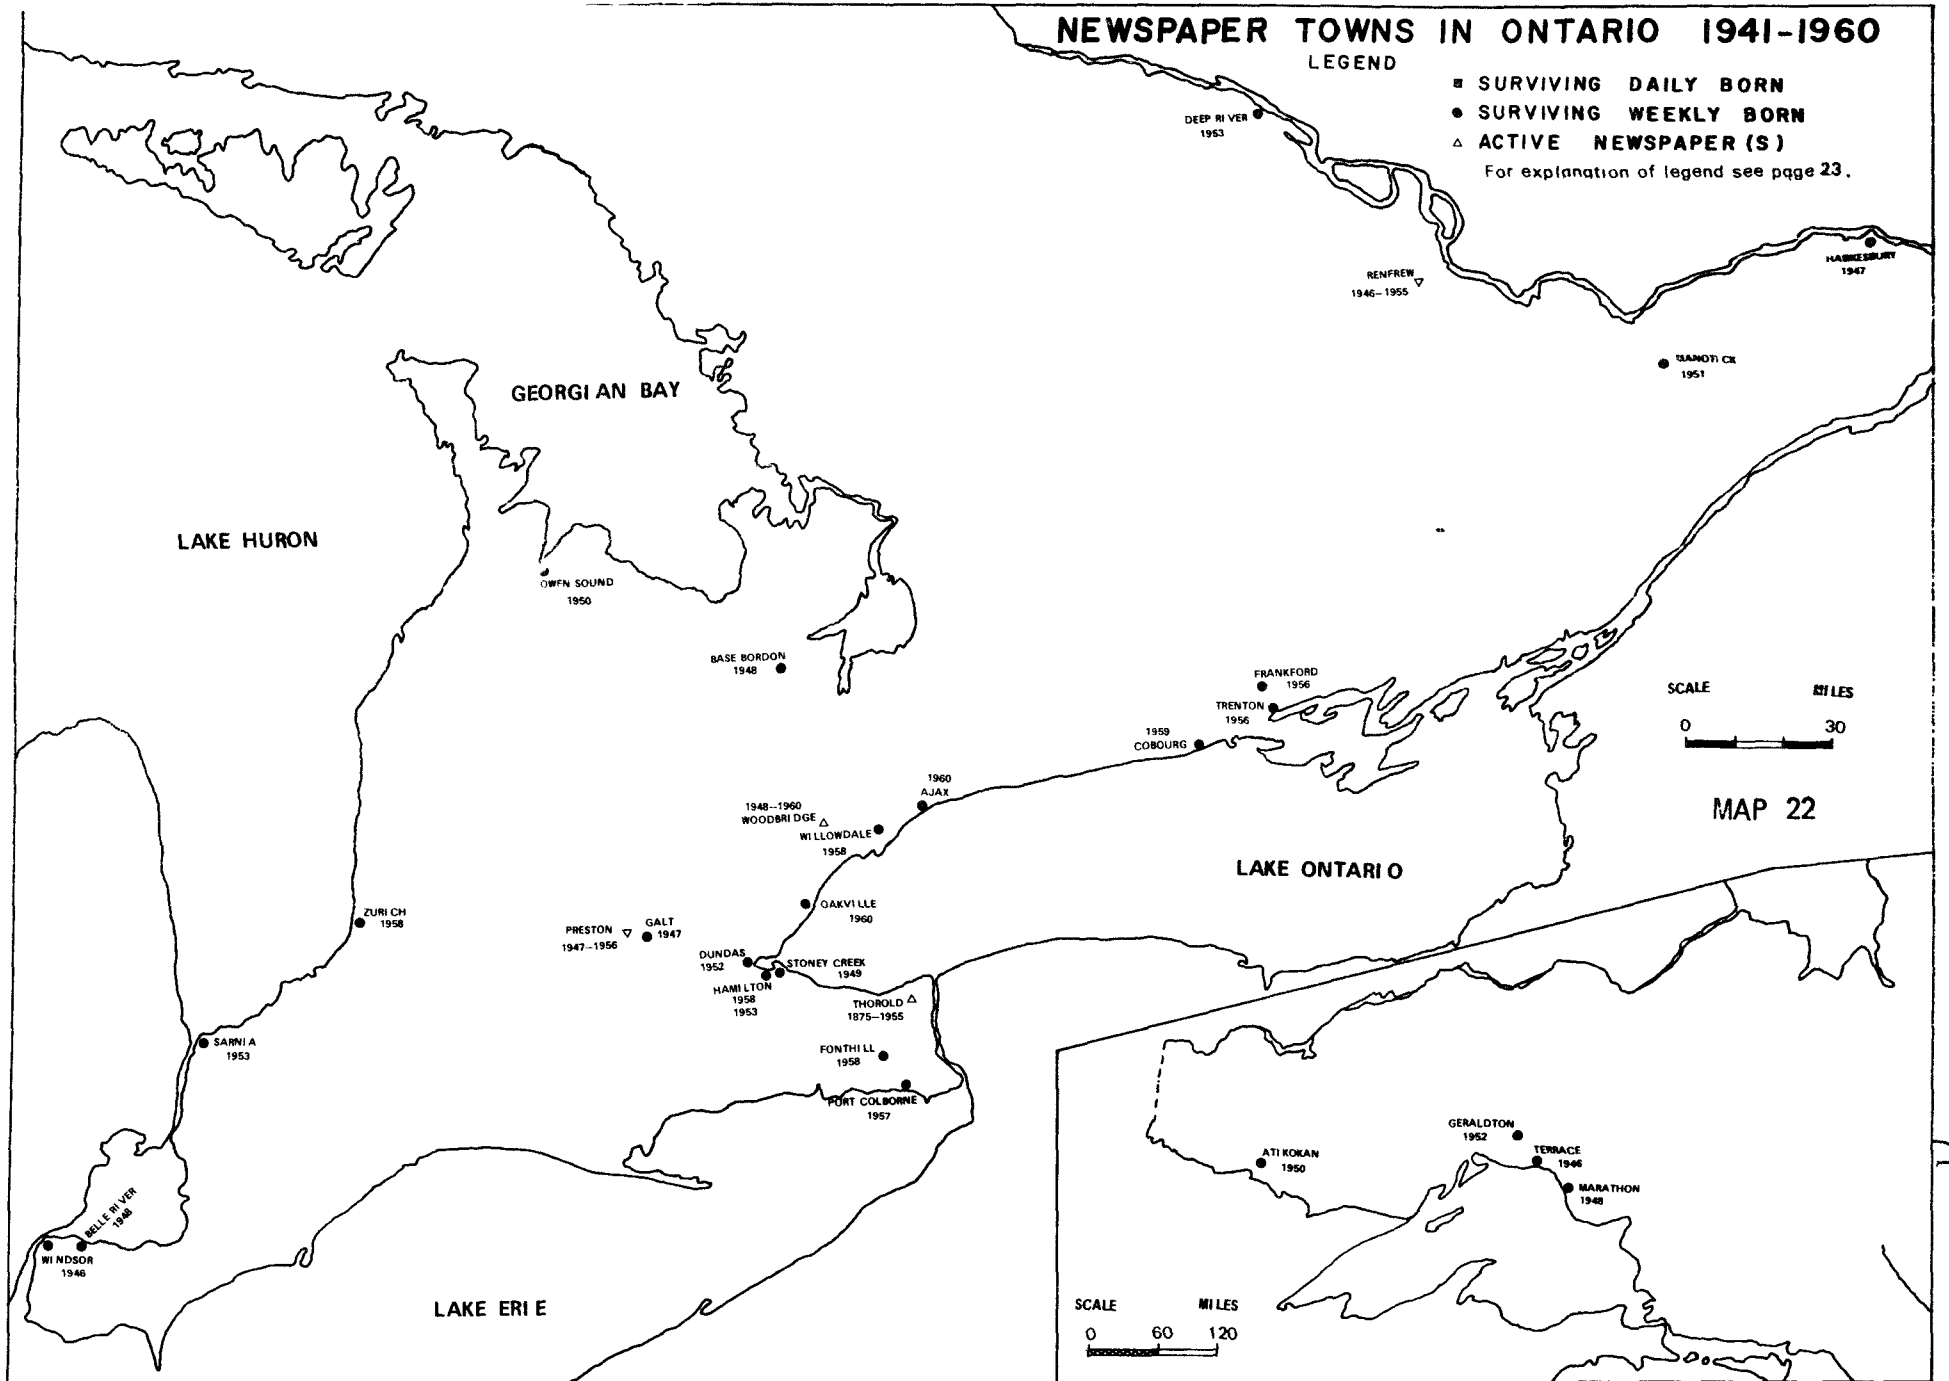 NEWSPAPER TOWNS IN ONTARIO 1941-1960
LEGEND
SURVIVING DAILY BORN
SURVIVING WEEKLY BORN
ACTIVE NEWSPAPER (S)
For explanation of legend see page 23.
DEEP RIVER
1953
HAWKESBURY
1947
RENFREW
1946-1955
MANOTICK
1951
GEORGIAN BAY
LAKE HURON
OWEN SOUND
1950
BASE BORDON
1948
FRANKFORD
1956
TRENTON
1956
1959
COBOURG
SCALE MILES
0 30
MAP 22
1960
AJAX
1948-1960
WOODBRIDGE
WILLOWDALE
1958
LAKE ONTARIO
OAKVILLE
1960
ZURICH
1958
PRESTON
1947-1956
GALT
1947
DUNDAS
1952
STONEY CREEK
1949
HAMILTON
1958
1953
THOROLD
1875-1955
SARNIA
1953
FONTHILL
1958
PORT COLBORNE
1957
BELLE RIVER
1948
WINDSOR
1946
LAKE ERIE
GERALDTON
1952
TERRACE
1946
ATIKOKAN
1950
MARATHON
1948
SCALE MILES
0 60 120